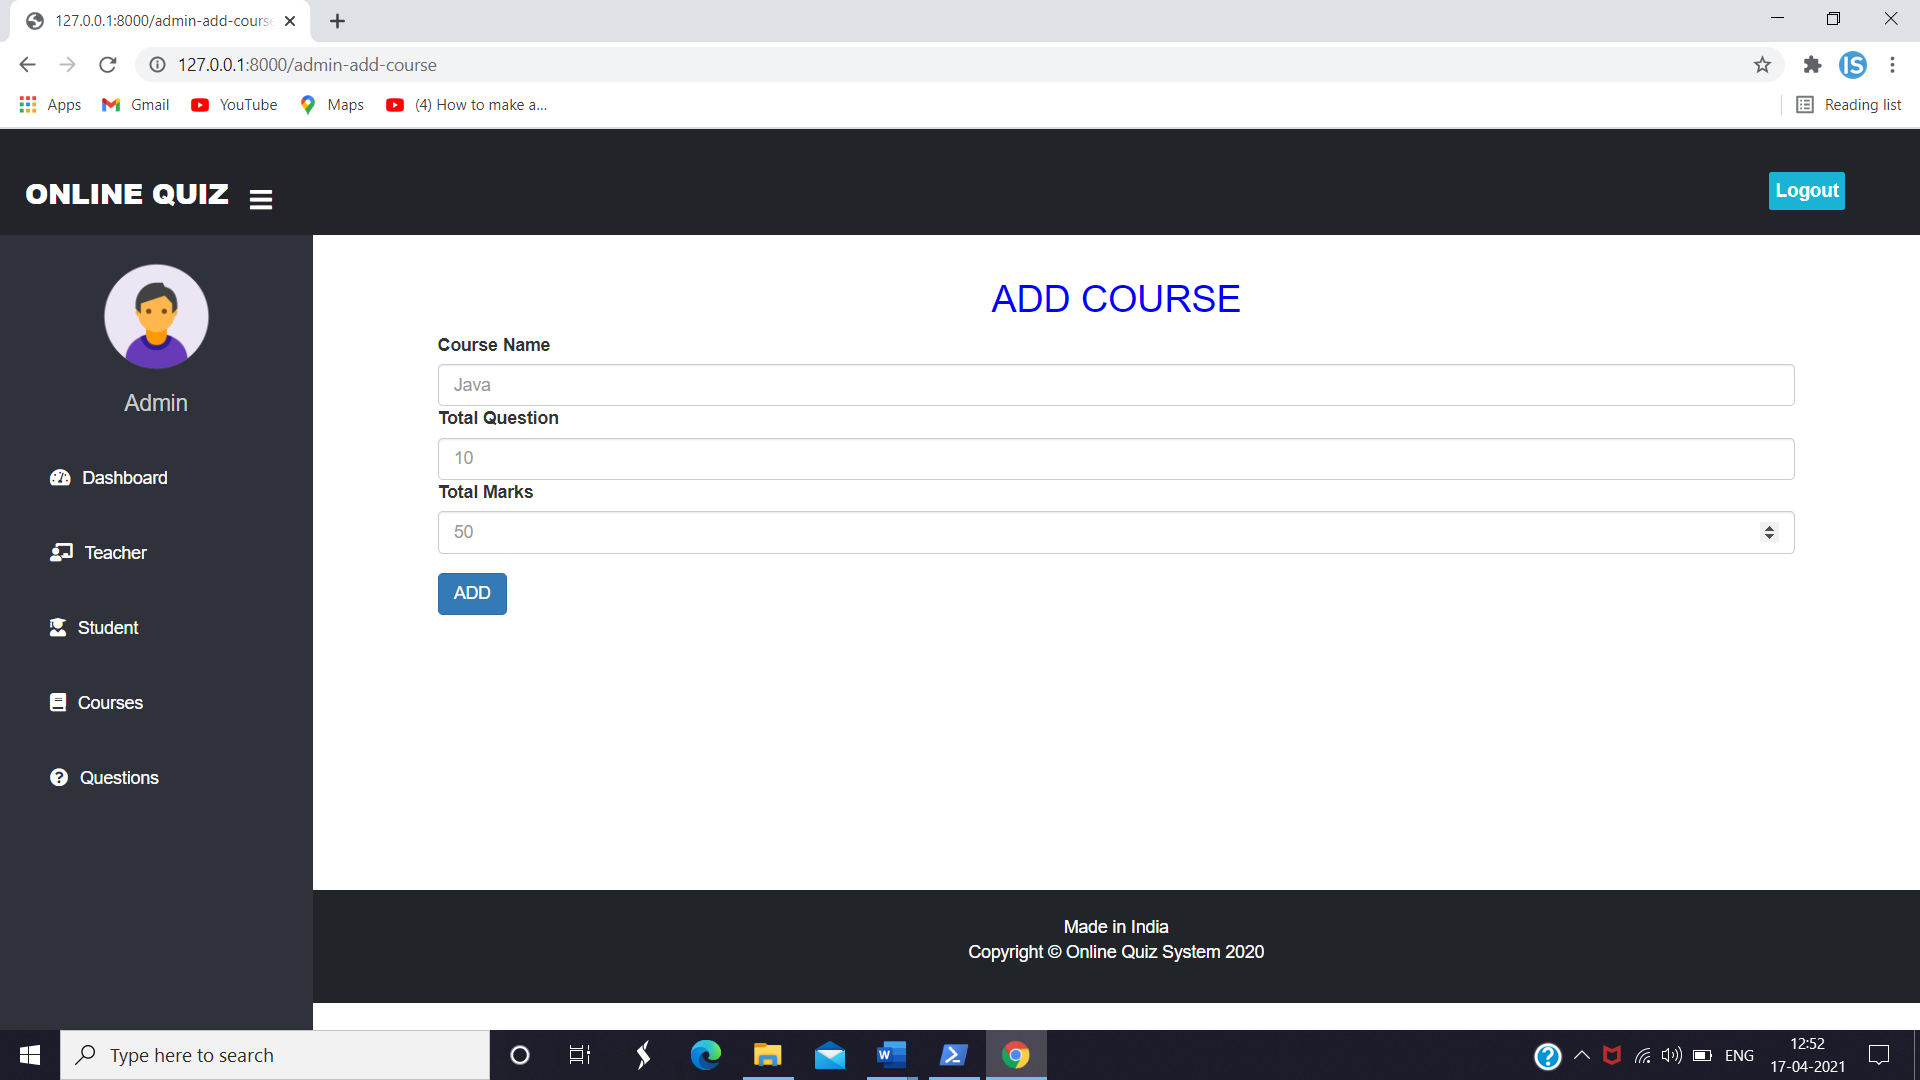 127.0.0.1:8000/admin-add-cours
127.0.0.1:8000/admin-add-course
IS
Apps
Gmail
YouTube
Maps
(4) How to make a...
Reading list
ONLINE QUIZ
Logout
Admin
Dashboard
Teacher
Student
Courses
Questions
ADD COURSE
Course Name
Java
Total Question
10
Total Marks
50
ADD
Made in India
Copyright © Online Quiz System 2020
Type here to search
ENG
12:52
17-04-2021